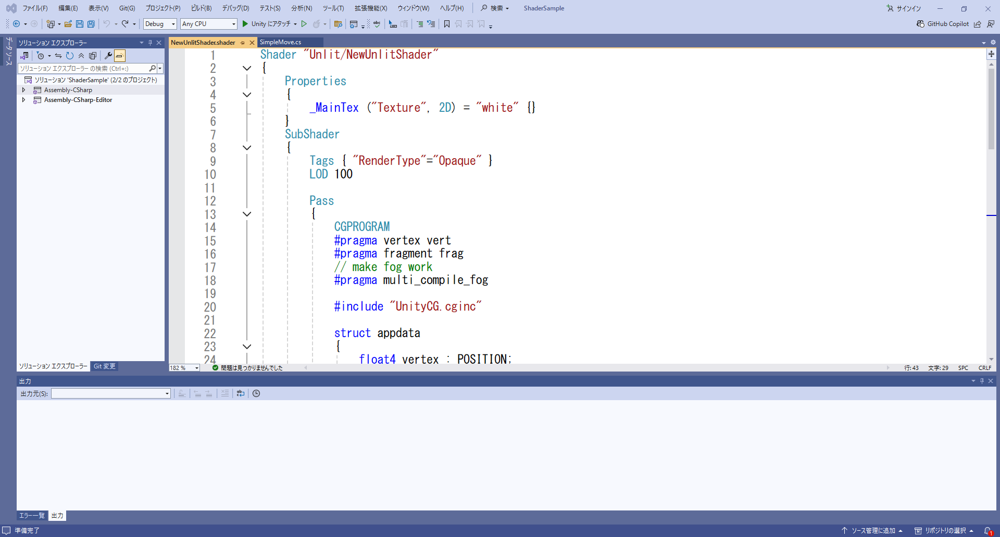 ファイル(F) 編集(E) 表示(V) Git(G) プロジェクト(P) ビルド(B) デバッグ(D) テスト(S) 分析(N) ツール(T) 拡張機能(X) ウィンドウ(W) ヘルプ(H) 検索 ShaderSample サインイン
Debug Any CPU Unity にアタッチ GitHub Copilot
データ ソース
ソリューション エクスプローラー
ソリューション エクスプローラー の検索 (Ctrl+:)
ソリューション 'ShaderSample' (2/2 のプロジェクト)
Assembly-CSharp
Assembly-CSharp-Editor
ソリューション エクスプローラー Git 変更
NewUnlitShader.shader SimpleMove.cs
1 Shader "Unlit/NewUnlitShader"
2 {
3 Properties
4 {
5 _MainTex ("Texture", 2D) = "white" {}
6 }
7 SubShader
8 {
9 Tags { "RenderType"="Opaque" }
10 LOD 100
11
12 Pass
13 {
14 CGPROGRAM
15 #pragma vertex vert
16 #pragma fragment frag
17 // make fog work
18 #pragma multi_compile_fog
19
20 #include "UnityCG.cginc"
21
22 struct appdata
23 {
24 float4 vertex : POSITION;
182 % 問題は見つかりませんでした 行: 43 文字: 29 SPC CRLF
出力
出力元(S):
エラー一覧 出力
準備完了 ソース管理に追加 リポジトリの選択 1